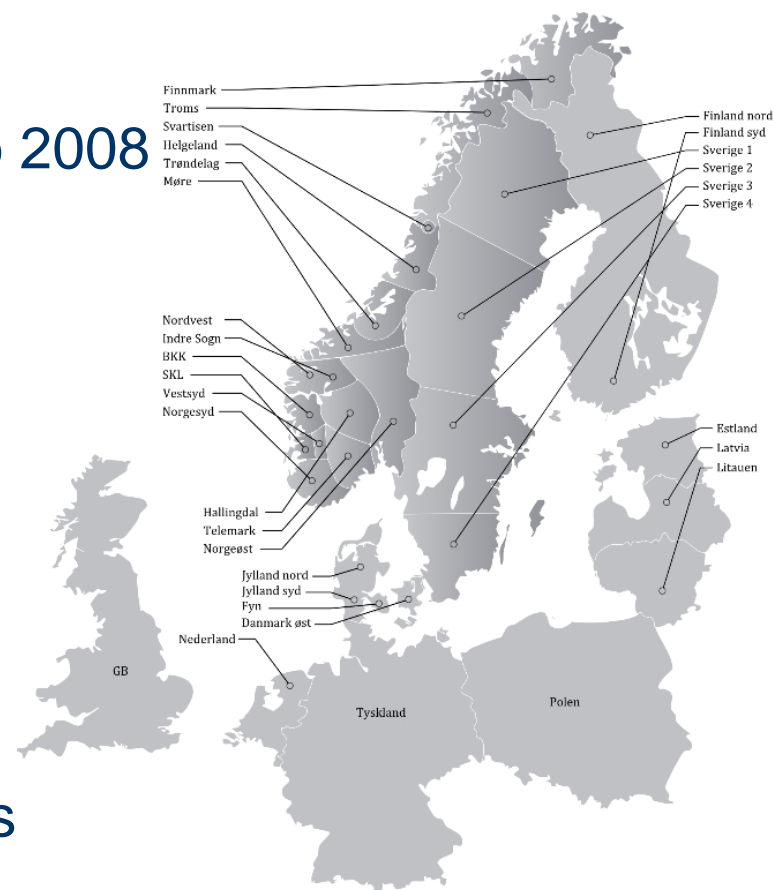 Finnmark
Troms
Svartisen
2008
Helgeland
Trøndelag
Møre
Finland nord
Finland syd
Sverige 1
Sverige 2
Sverige 3
Sverige 4
Nordvest
Indre Sogn
BKK
SKL
Vestsyd
Norgesyd
Estland
Latvia
Litauen
Hallingdal
Telemark
Norgeøst
Jylland nord
Jylland syd
Fyn
Danmark øst
Nederland
GB
Tyskland
Polen
s